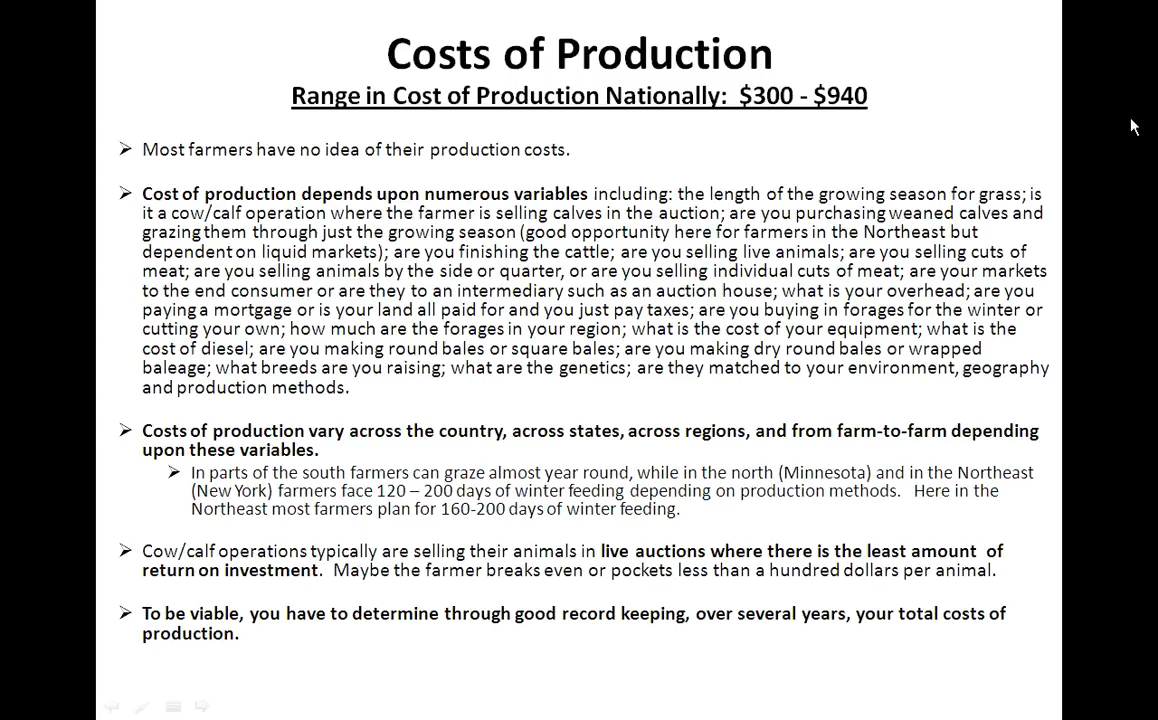 Costs of Production
Range in Cost of Production Nationally: $300 - $940
➢ Most farmers have no idea of their production costs.
➢ Cost of production depends upon numerous variables including: the length of the growing season for grass; is
it a cow/calf operation where the farmer is selling calves in the auction; are you purchasing weaned calves and
grazing them through just the growing season (good opportunity here for farmers in the Northeast but
dependent on liquid markets); are you finishing the cattle; are you selling live animals; are you selling cuts of
meat; are you selling animals by the side or quarter, or are you selling individual cuts of meat; are your markets
to the end consumer or are they to an intermediary such as an auction house; what is your overhead; are you
paying a mortgage or is your land all paid for and you just pay taxes; are you buying in forages for the winter or
cutting your own; how much are the forages in your region; what is the cost of your equipment; what is the
cost of diesel; are you making round bales or square bales; are you making dry round bales or wrapped
baleage; what breeds are you raising; what are the genetics; are they matched to your environment, geography
and production methods.
➢ Costs of production vary across the country, across states, across regions, and from farm-to-farm depending
upon these variables.
➢ In parts of the south farmers can graze almost year round, while in the north (Minnesota) and in the Northeast
(New York) farmers face 120 – 200 days of winter feeding depending on production methods. Here in the
Northeast most farmers plan for 160-200 days of winter feeding.
➢ Cow/calf operations typically are selling their animals in live auctions where there is the least amount of
return on investment. Maybe the farmer breaks even or pockets less than a hundred dollars per animal.
➢ To be viable, you have to determine through good record keeping, over several years, your total costs of
production.